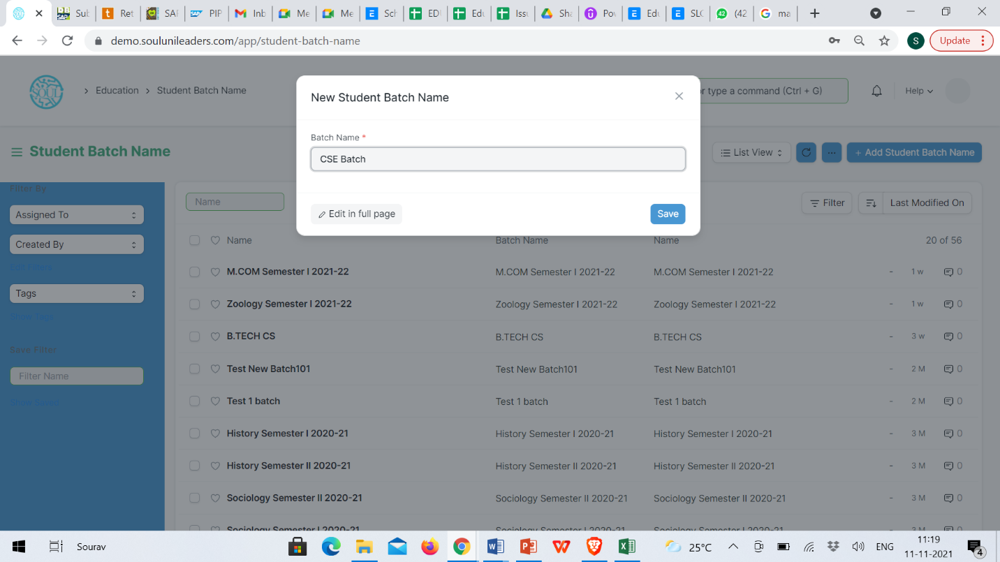 Sub
Ret
SAP
PIP
Inb
Me
Me
Sch
EDI
Edu
Issu
Sha
Pov
Edu
SLC
(42
ma
demo.soulunileaders.com/app/student-batch-name
S
Update
SOUL
Education
Student Batch Name
or type a command (Ctrl + G)
Help
New Student Batch Name
Batch Name *
CSE Batch
Edit in full page
Save
Student Batch Name
List View
+ Add Student Batch Name
Filter By
Assigned To
Created By
Edit Filters
Tags
Show Tags
Save Filter
Filter Name
Show Saved
Name
Filter
Last Modified On
Name Batch Name Name 20 of 56
M.COM Semester I 2021-22 M.COM Semester I 2021-22 M.COM Semester I 2021-22 - 1 w 0
Zoology Semester I 2021-22 Zoology Semester I 2021-22 Zoology Semester I 2021-22 - 1 w 0
B.TECH CS B.TECH CS B.TECH CS - 3 w 0
Test New Batch101 Test New Batch101 Test New Batch101 - 2 M 0
Test 1 batch Test 1 batch Test 1 batch - 2 M 0
History Semester I 2020-21 History Semester I 2020-21 History Semester I 2020-21 - 3 M 0
History Semester II 2020-21 History Semester II 2020-21 History Semester II 2020-21 - 3 M 0
Sociology Semester II 2020-21 Sociology Semester II 2020-21 Sociology Semester II 2020-21 - 3 M 0
Sociology Semester I 2020-21 Sociology Semester I 2020-21 Sociology Semester I 2020-21 - 3 M 0
Sourav
25°C
ENG
11:19
11-11-2021
4